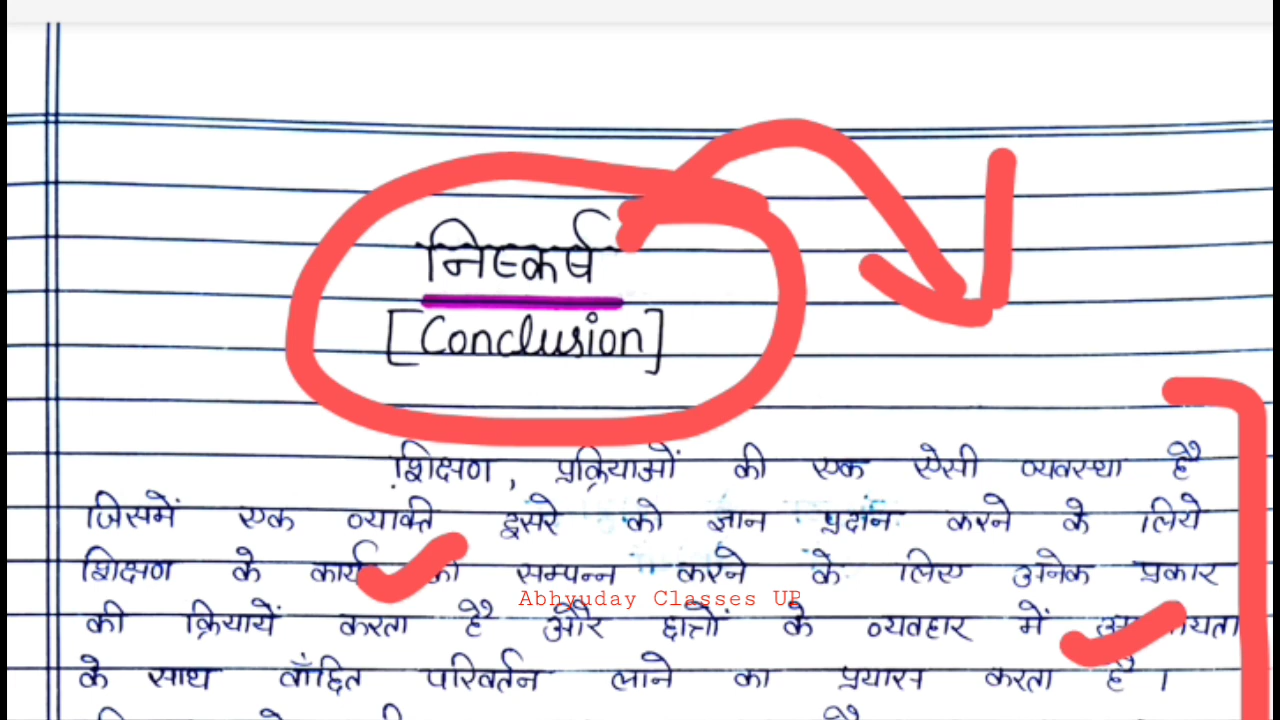 निष्कर्ष
[Conclusion]
शिक्षण, प्रक्रियाओं की एक ऐसी व्यवस्था है
जिसमें एक व्यक्ति दूसरे को ज्ञान प्रदान करने के लिये
शिक्षण के कार्य को सम्पन्न करने के लिए अनेक प्रकार
Abhyuday Classes UP
की क्रियायें करता है और छात्रों के व्यवहार में
के साथ वाँछित परिवर्तन लाने का प्रयास करता है ।